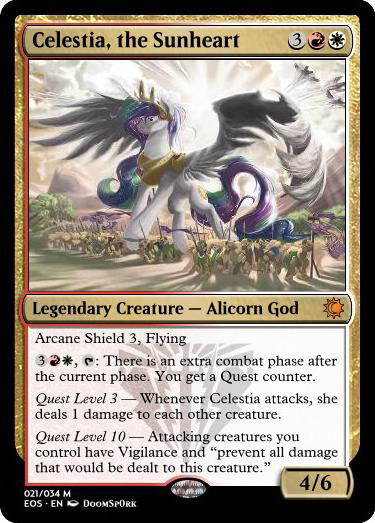 Celestia, the Sunheart 3
Legendary Creature — Alicorn God
Arcane Shield 3, Flying
3, : There is an extra combat phase after
the current phase. You get a Quest counter.
Quest Level 3 — Whenever Celestia attacks, she
deals 1 damage to each other creature.
Quest Level 10 — Attacking creatures you
control have Vigilance and “prevent all damage
that would be dealt to this creature.”
4/6
021/034 M
EOS • EN DOOMSP0RK